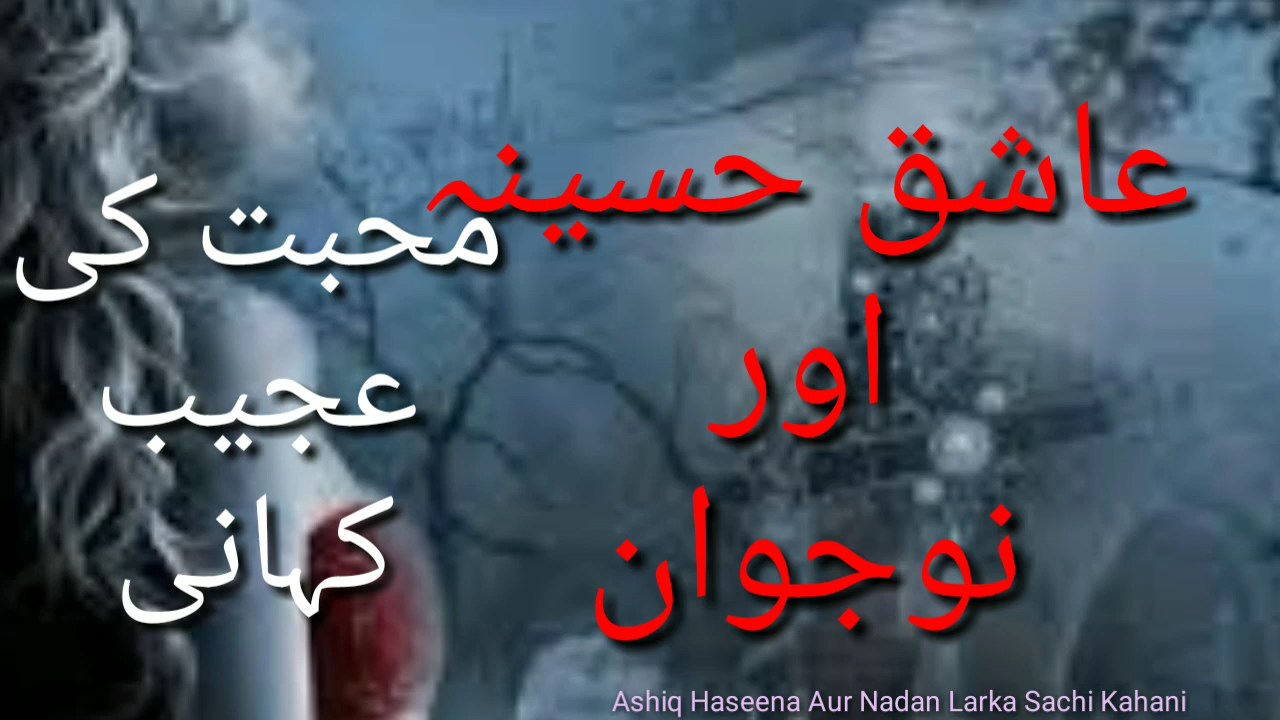 عاشق حسینہ
اور
نوجوان
محبت کی
عجیب
کہانی
Ashiq Haseena Aur Nadan Larka Sachi Kahani